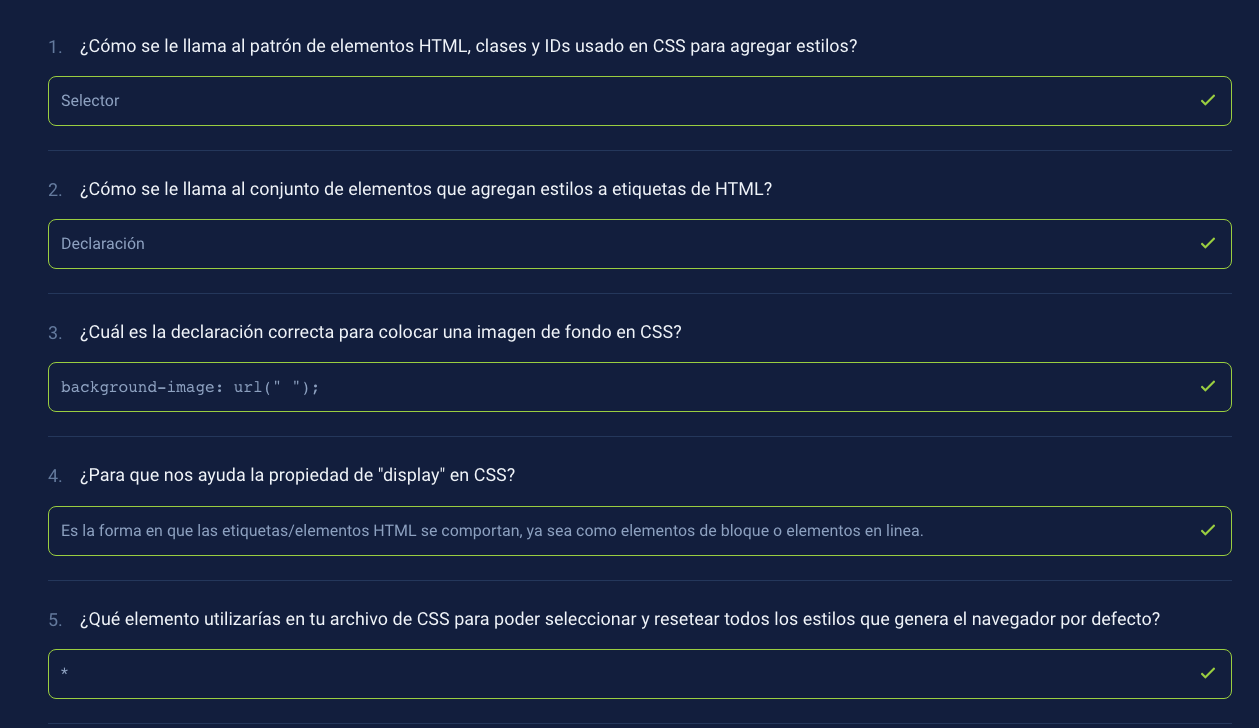 1. ¿Cómo se le llama al patrón de elementos HTML, clases y IDs usado en CSS para agregar estilos?
Selector
2. ¿Cómo se le llama al conjunto de elementos que agregan estilos a etiquetas de HTML?
Declaración
3. ¿Cuál es la declaración correcta para colocar una imagen de fondo en CSS?
background-image: url(" ");
4. ¿Para que nos ayuda la propiedad de "display" en CSS?
Es la forma en que las etiquetas/elementos HTML se comportan, ya sea como elementos de bloque o elementos en linea.
5. ¿Qué elemento utilizarías en tu archivo de CSS para poder seleccionar y resetear todos los estilos que genera el navegador por defecto?
*